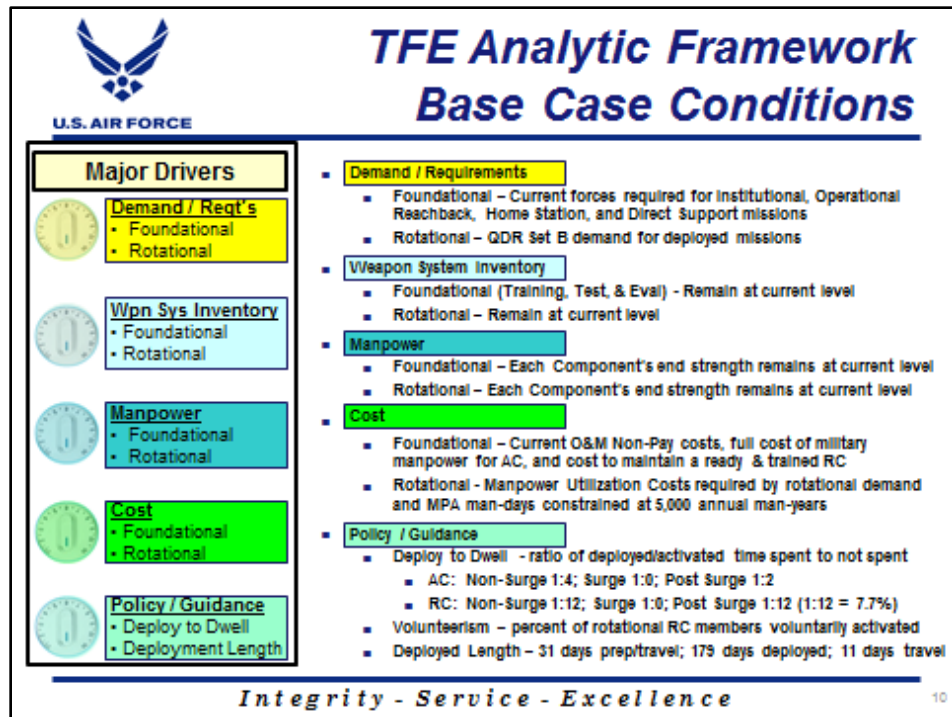 U.S. AIR FORCE
TFE Analytic Framework
Base Case Conditions
Major Drivers
Demand / Reqt's
• Foundational
• Rotational
Wpn Sys Inventory
• Foundational
• Rotational
Manpower
• Foundational
• Rotational
Cost
• Foundational
• Rotational
Policy / Guidance
• Deploy to Dwell
• Deployment Length
■ Demand / Requirements
■ Foundational – Current forces required for Institutional, Operational
Reachback, Home Station, and Direct Support missions
■ Rotational – QDR Set B demand for deployed missions
■ Weapon System Inventory
■ Foundational (Training, Test, & Eval) - Remain at current level
■ Rotational – Remain at current level
■ Manpower
■ Foundational – Each Component's end strength remains at current level
■ Rotational – Each Component's end strength remains at current level
■ Cost
■ Foundational – Current O&M Non-Pay costs, full cost of military
manpower for AC, and cost to maintain a ready & trained RC
■ Rotational - Manpower Utilization Costs required by rotational demand
and MPA man-days constrained at 5,000 annual man-years
■ Policy / Guidance
■ Deploy to Dwell - ratio of deployed/activated time spent to not spent
■ AC: Non-Surge 1:4; Surge 1:0; Post Surge 1:2
■ RC: Non-Surge 1:12; Surge 1:0; Post Surge 1:12 (1:12 = 7.7%)
■ Volunteerism – percent of rotational RC members voluntarily activated
■ Deployed Length – 31 days prep/travel; 179 days deployed; 11 days travel
Integrity - Service - Excellence
10